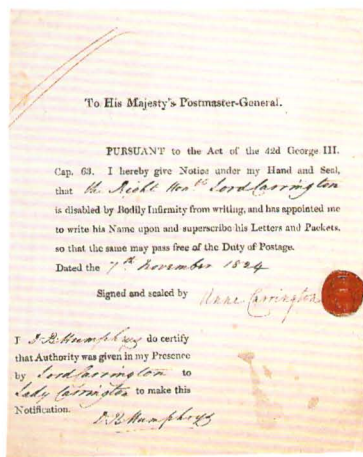 To His Majesty's Postmaster-General.
PURSUANT to the Act of the 42d George III.
Cap. 63. I hereby give Notice under my Hand and Seal,
that the Right Honble Lord Carrington
is disabled by Bodily Infirmity from writing, and has appointed me
to write his Name upon and superscribe his Letters and Packets,
so that the same may pass free of the Duty of Postage.
Dated the 7th November 1824
Signed and sealed by Anne Carrington
I J.R. Humphrey do certify
that Authority was given in my Presence
by Lord Carrington to
Lady Carrington to make this
Notification.
Humphrey